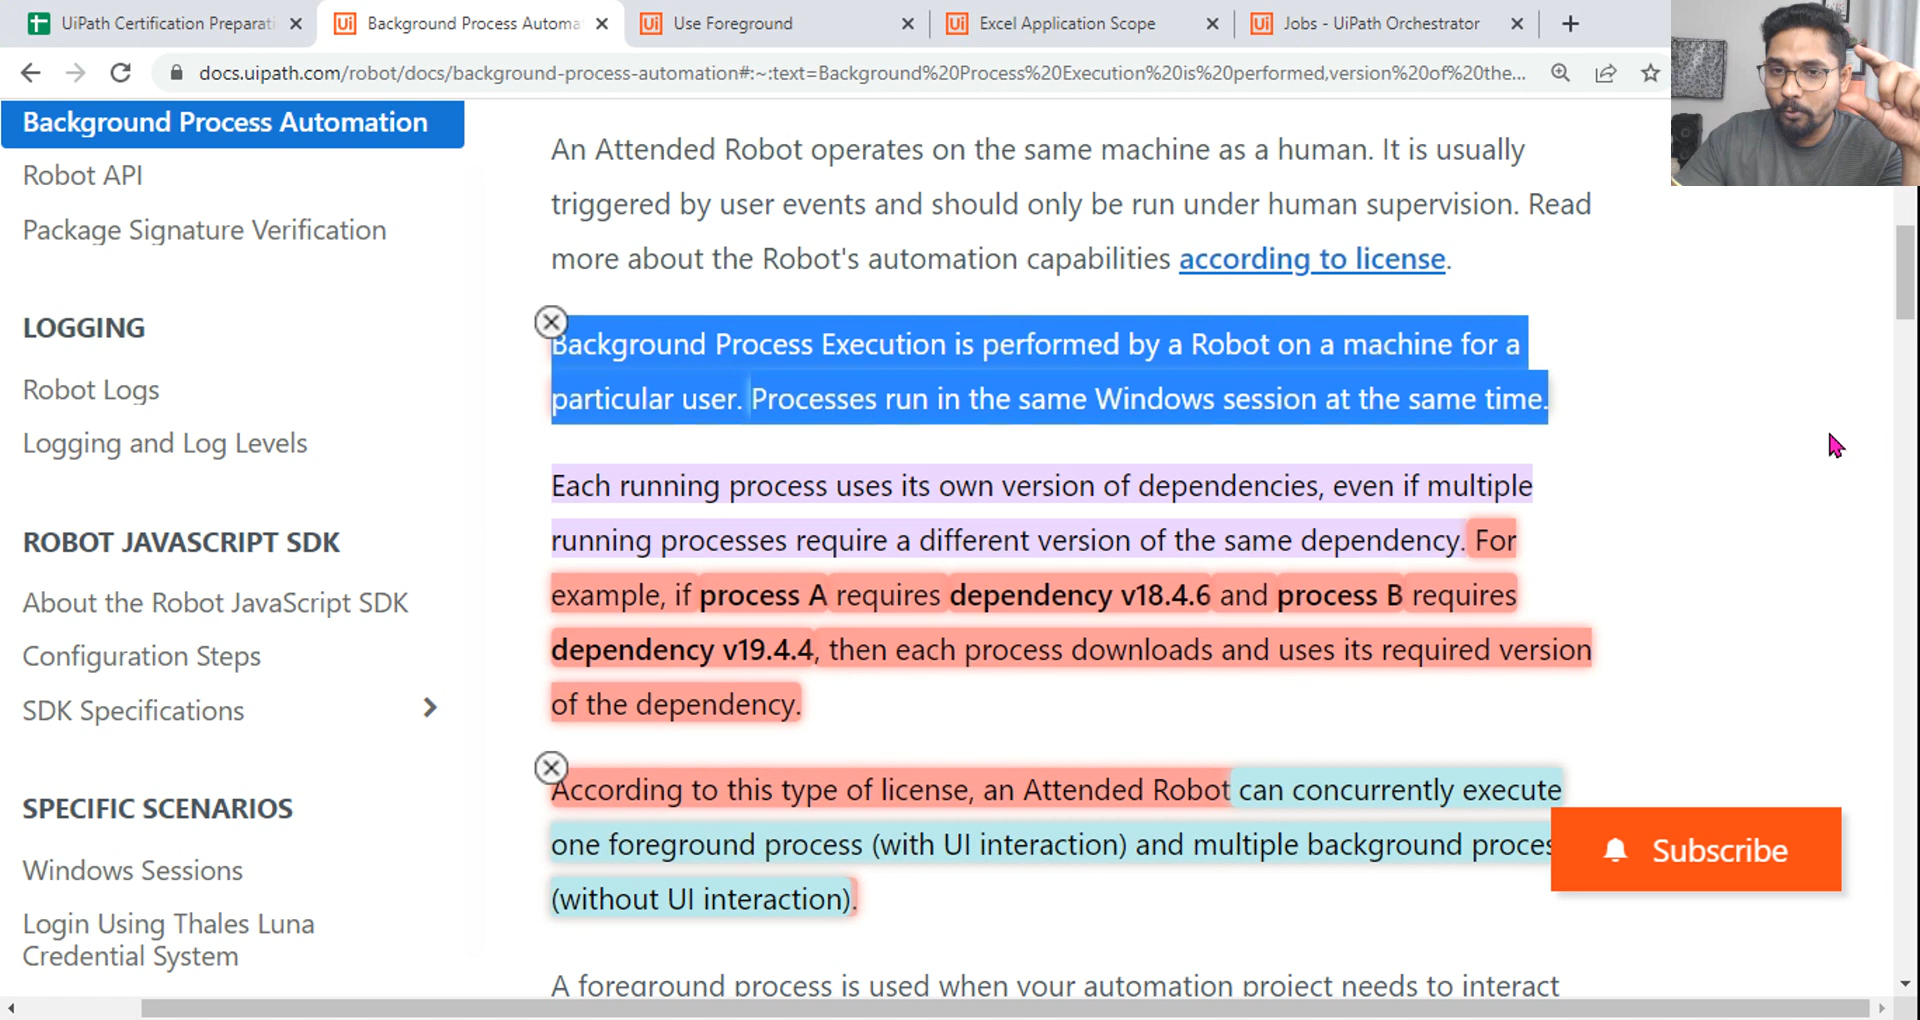 UiPath Certification Preparati
Background Process Automa
Use Foreground
Excel Application Scope
Jobs - UiPath Orchestrator
docs.uipath.com/robot/docs/background-process-automation#:~:text=Background%20Process%20Execution%20is%20performed,version%20of%20the...
Background Process Automation
Robot API
Package Signature Verification
LOGGING
Robot Logs
Logging and Log Levels
ROBOT JAVASCRIPT SDK
About the Robot JavaScript SDK
Configuration Steps
SDK Specifications
SPECIFIC SCENARIOS
Windows Sessions
Login Using Thales Luna
Credential System
An Attended Robot operates on the same machine as a human. It is usually
triggered by user events and should only be run under human supervision. Read
more about the Robot's automation capabilities according to license.
Background Process Execution is performed by a Robot on a machine for a
particular user. Processes run in the same Windows session at the same time.
Each running process uses its own version of dependencies, even if multiple
running processes require a different version of the same dependency. For
example, if process A requires dependency v18.4.6 and process B requires
dependency v19.4.4, then each process downloads and uses its required version
of the dependency.
According to this type of license, an Attended Robot can concurrently execute
one foreground process (with UI interaction) and multiple background proces
(without UI interaction).
Subscribe
A foreground process is used when your automation project needs to interact